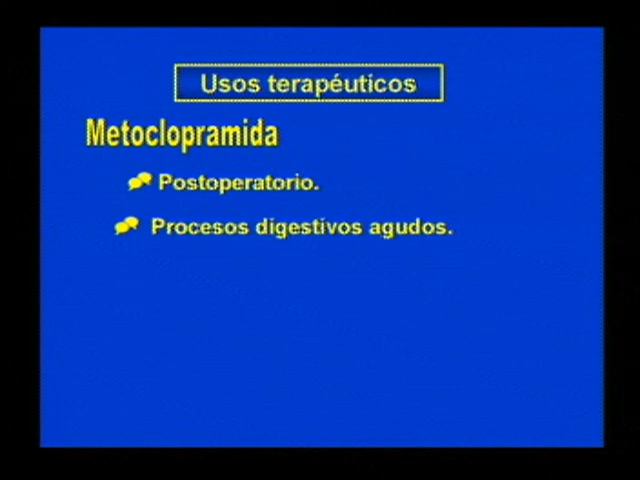 Usos terapéuticos
Metoclopramida
Postoperatorio.
Procesos digestivos agudos.